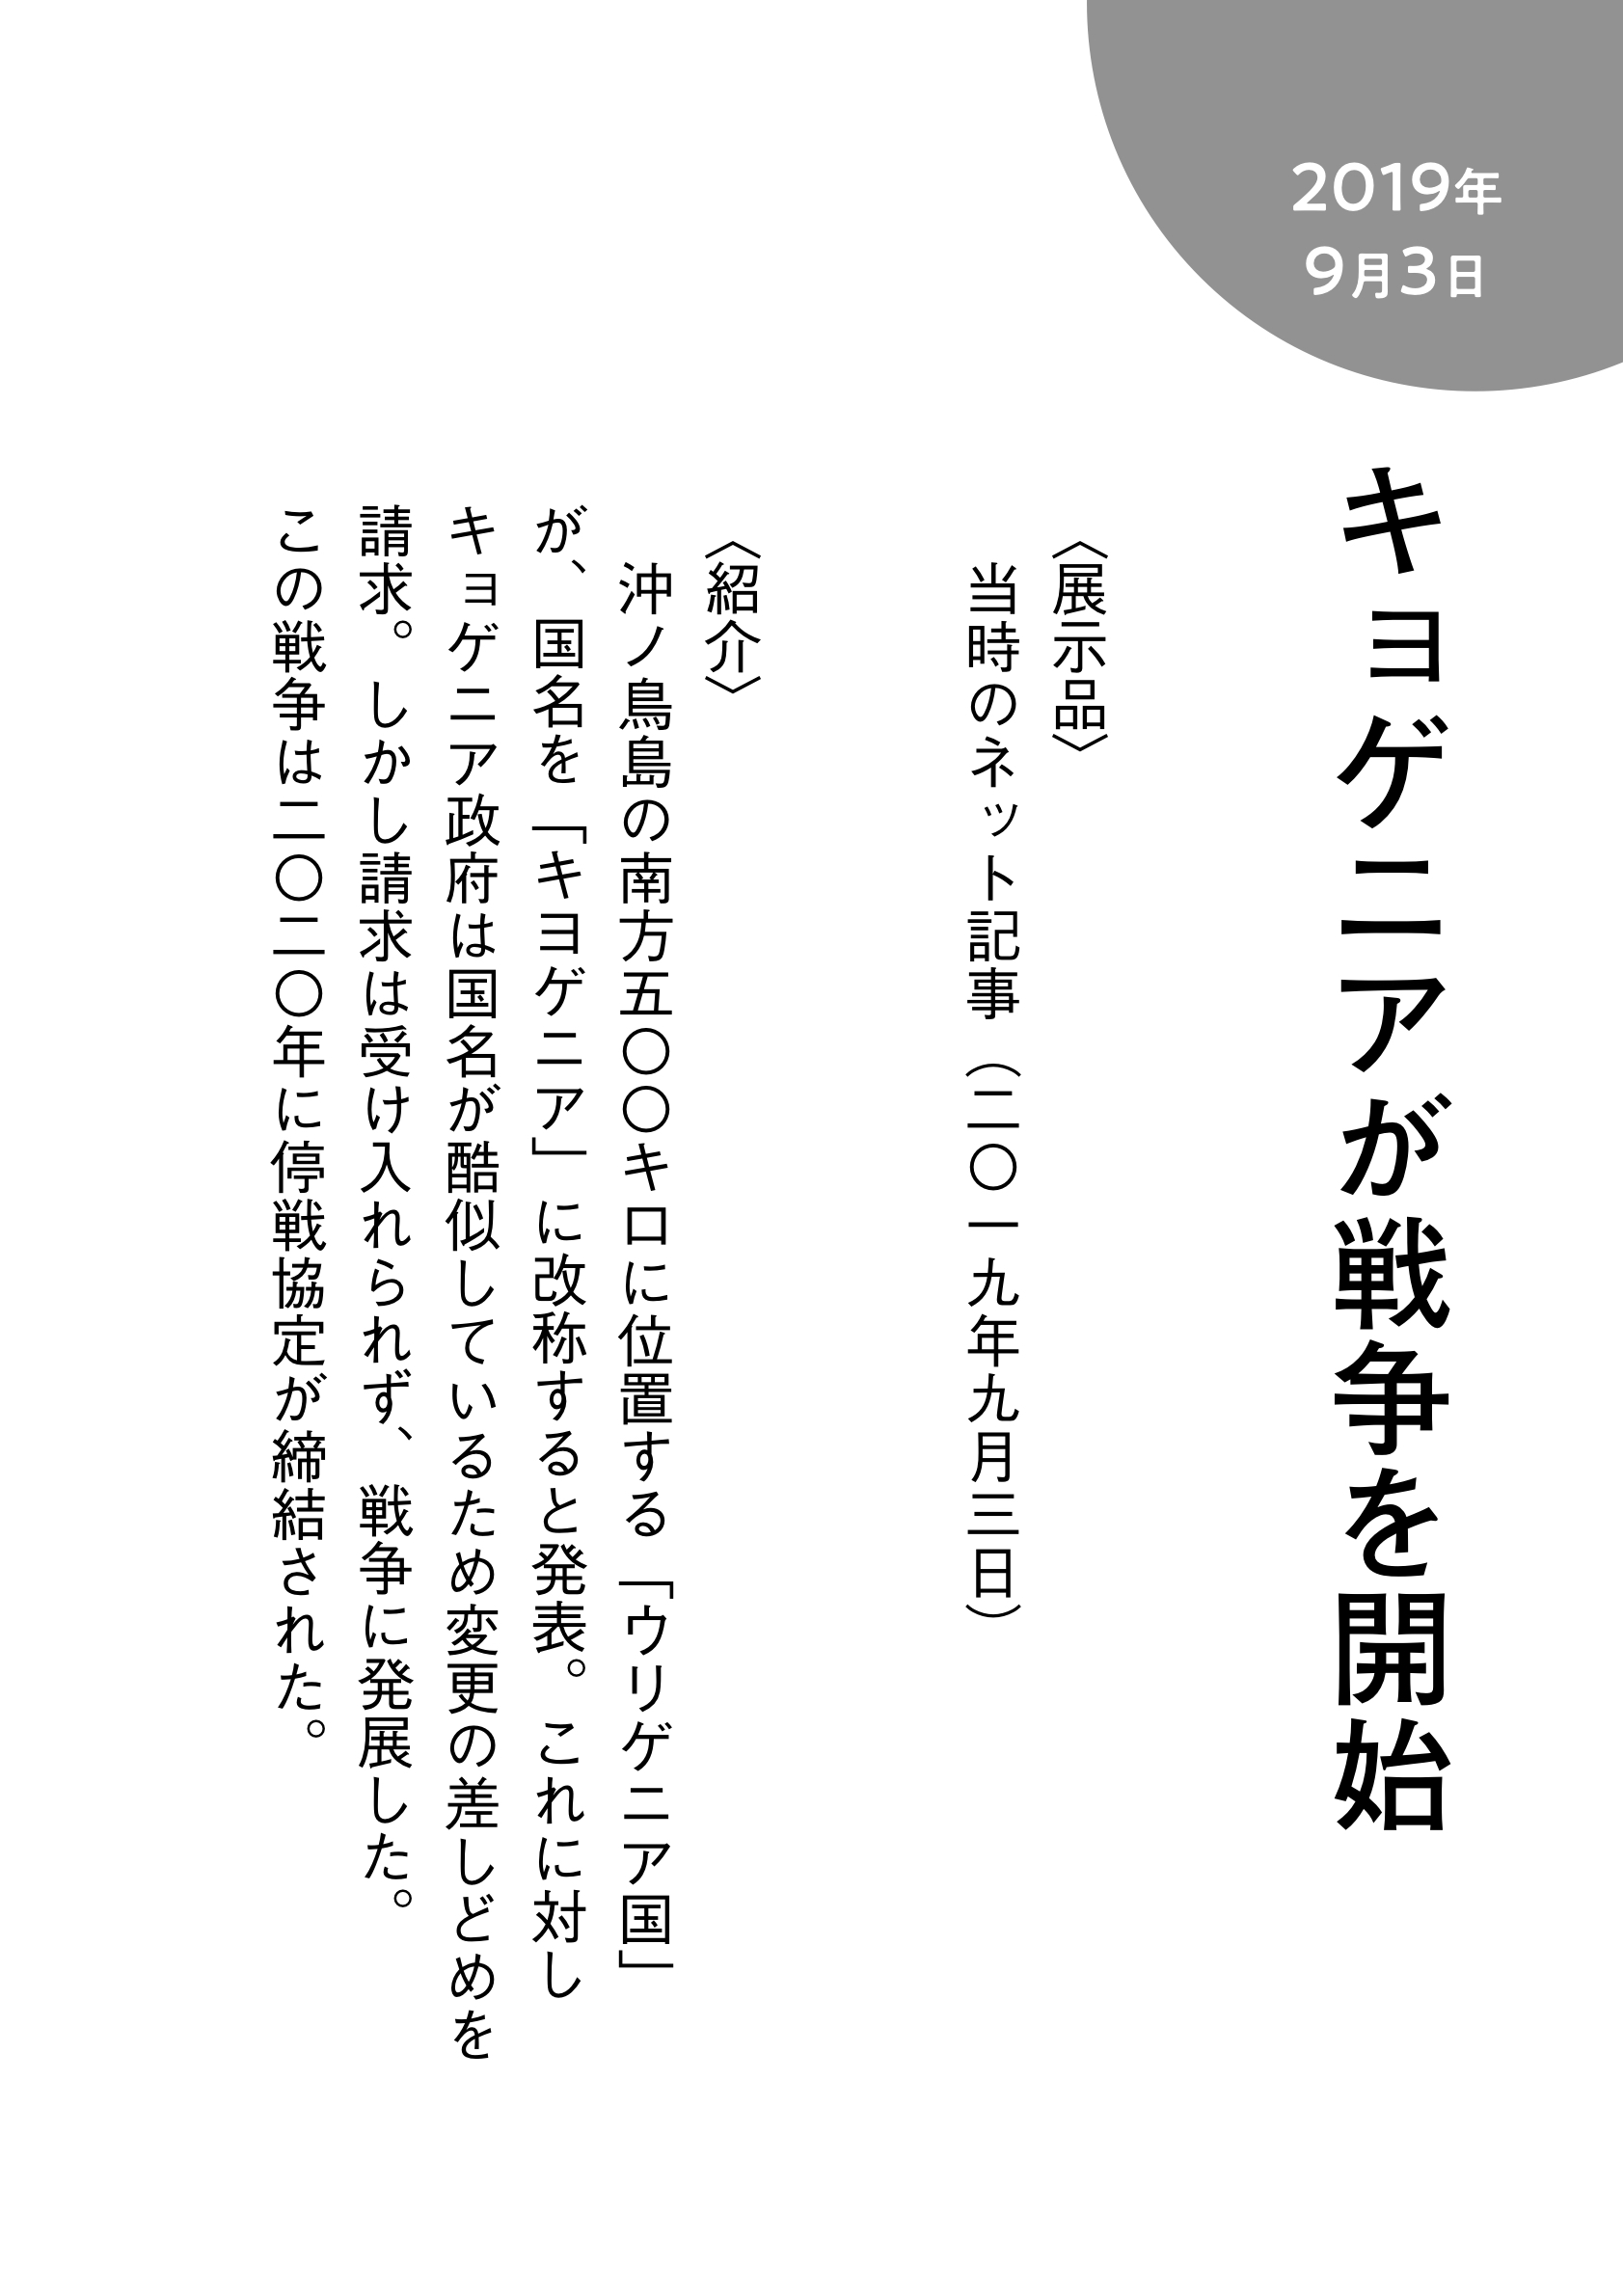 2019年
9月3日
キョゲニアが戦争を開始
〈展示品〉
当時のネット記事（二〇一九年九月三日）
〈紹介〉
沖ノ鳥島の南方五〇〇キロに位置する「ウリゲニア国」
が、国名を「キヨゲニア」に改称すると発表。これに対し
キョゲニア政府は国名が酷似しているため変更の差しどめを
請求。しかし請求は受け入れられず、戦争に発展した。
この戦争は二〇二〇年に停戦協定が締結された。